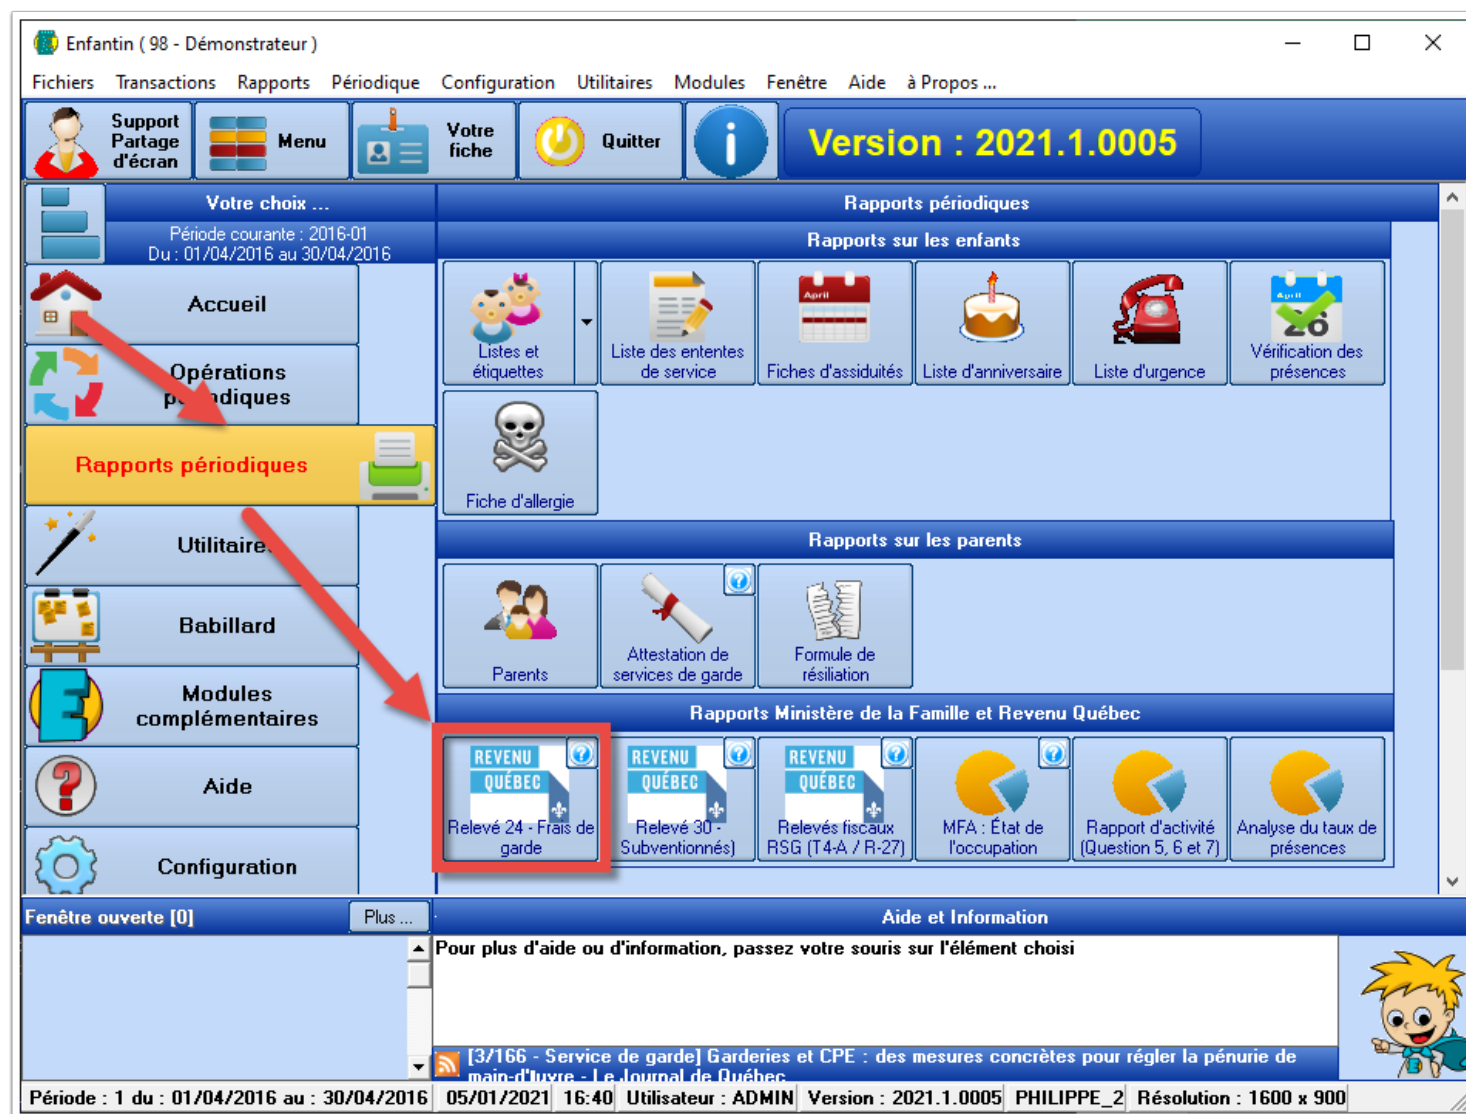 Enfantin ( 98 - Démonstrateur )
Fichiers Transactions Rapports Périodique Configuration Utilitaires Modules Fenêtre Aide à Propos ...
Support
Partage
d'écran
Menu
Votre
fiche
Quitter
Version : 2021.1.0005
Votre choix ...
Période courante : 2016-01
Du : 01/04/2016 au 30/04/2016
Accueil
Opérations
Rapports périodiques
Babillard
Modules
complémentaires
Aide
Configuration
Rapports périodiques
Rapports sur les enfants
Listes et
étiquettes
Liste des ententes
de service
April
Fiches d'assiduités
Liste d'anniversaire
Liste d'urgence
April
26
Vérification des
présences
Fiche d'allergie
Rapports sur les parents
Parents
Attestation de
services de garde
Formule de
résiliation
Rapports Ministère de la Famille et Revenu Québec
REVENU
QUÉBEC
Relevé 24 - Frais de
garde
REVENU
QUÉBEC
Relevé 30 -
Subventionnés)
REVENU
QUÉBEC
Relevés fiscaux
RSG (T4-A / R-27)
MFA : État de
l'occupation
Rapport d'activité
(Question 5, 6 et 7)
Analyse du taux de
présences
Fenêtre ouverte [0]
Plus ...
Aide et Information
Pour plus d'aide ou d'information, passez votre souris sur l'élément choisi
[3/166 - Service de garde] Garderies et CPE : des mesures concrètes pour régler la pénurie de
main-d'luvre - Le Journal de Québec
Période : 1 du : 01/04/2016 au : 30/04/2016 05/01/2021 16:40 Utilisateur : ADMIN Version : 2021.1.0005 PHILIPPE_2 Résolution : 1600 x 900